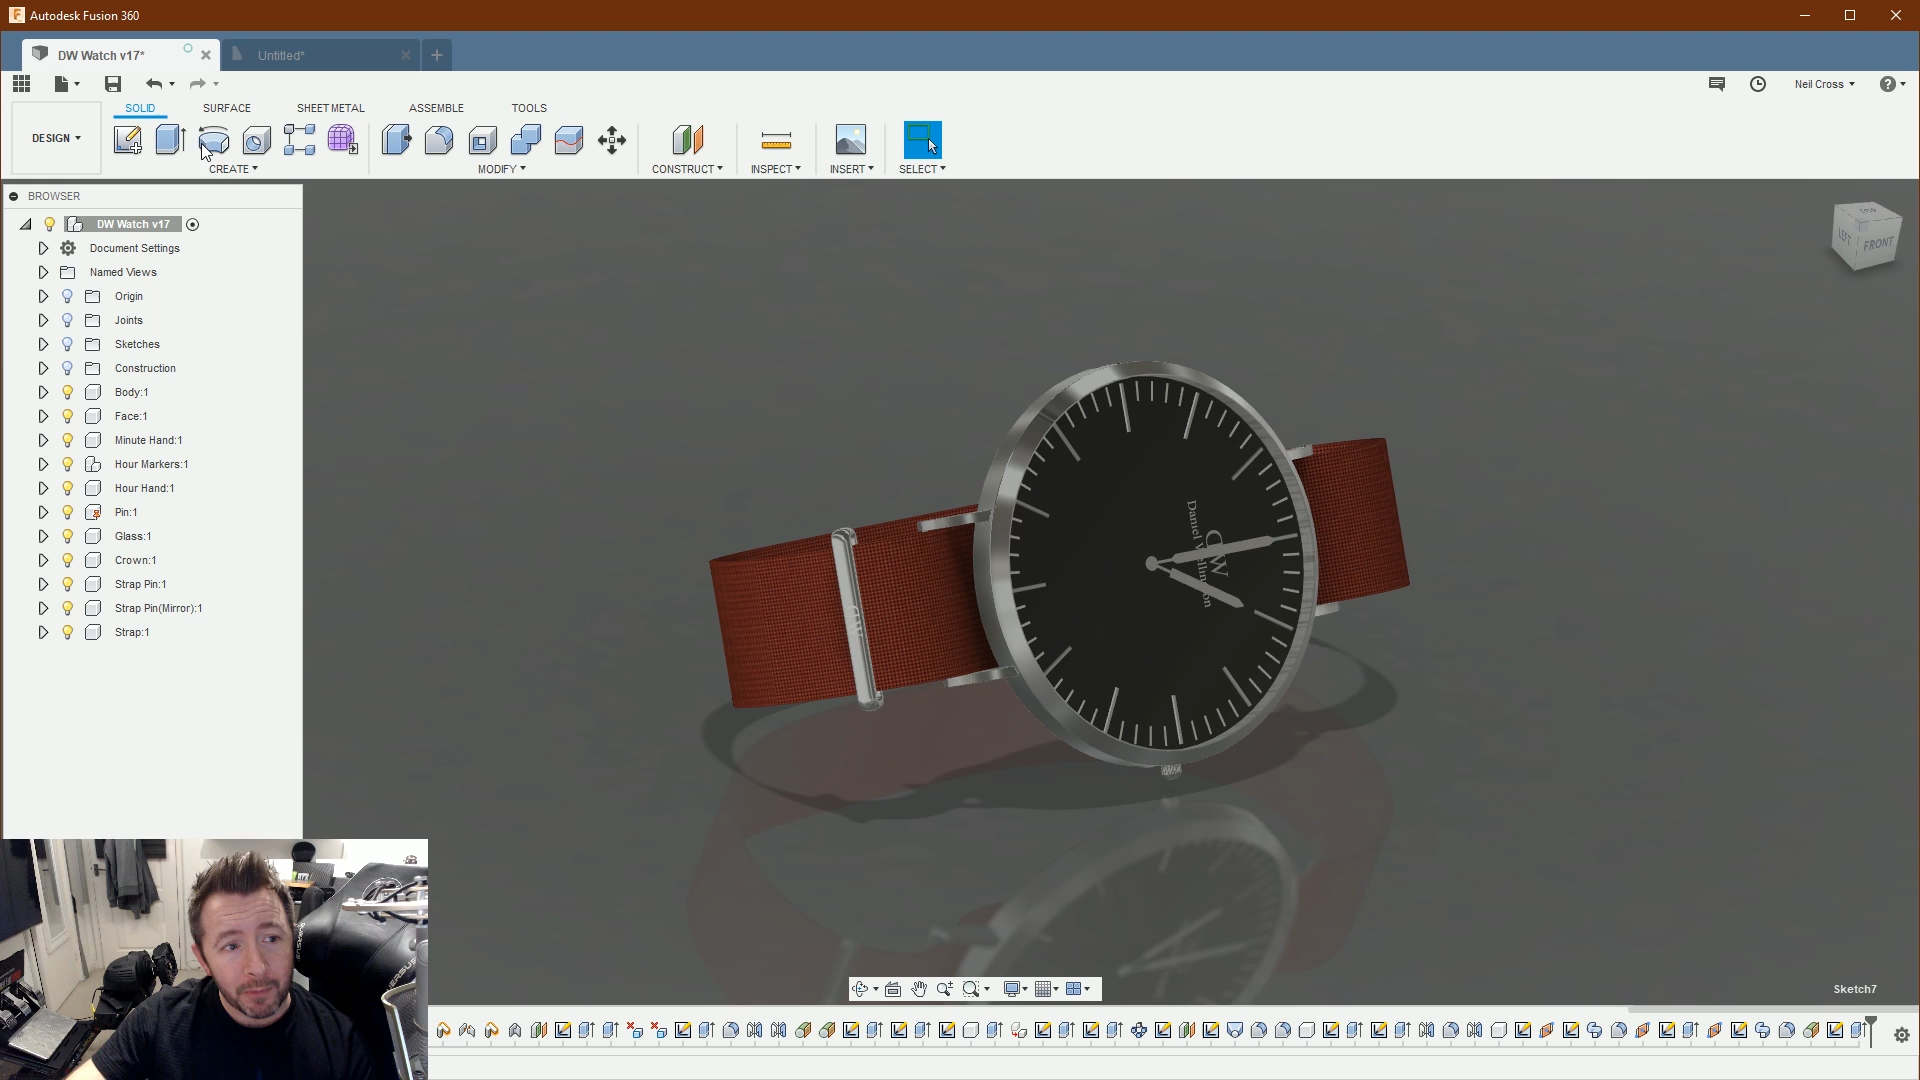 Autodesk Fusion 360
DW Watch v17*
Untitled*
Neil Cross
DESIGN
SOLID
SURFACE
SHEET METAL
ASSEMBLE
TOOLS
CREATE
MODIFY
CONSTRUCT
INSPECT
INSERT
SELECT
BROWSER
DW Watch v17
Document Settings
Named Views
Origin
Joints
Sketches
Construction
Body:1
Face:1
Minute Hand:1
Hour Markers:1
Hour Hand:1
Pin:1
Glass:1
Crown:1
Strap Pin:1
Strap Pin(Mirror):1
Strap:1
TOP
LEFT
FRONT
DW
Daniel Wellington
Sketch7